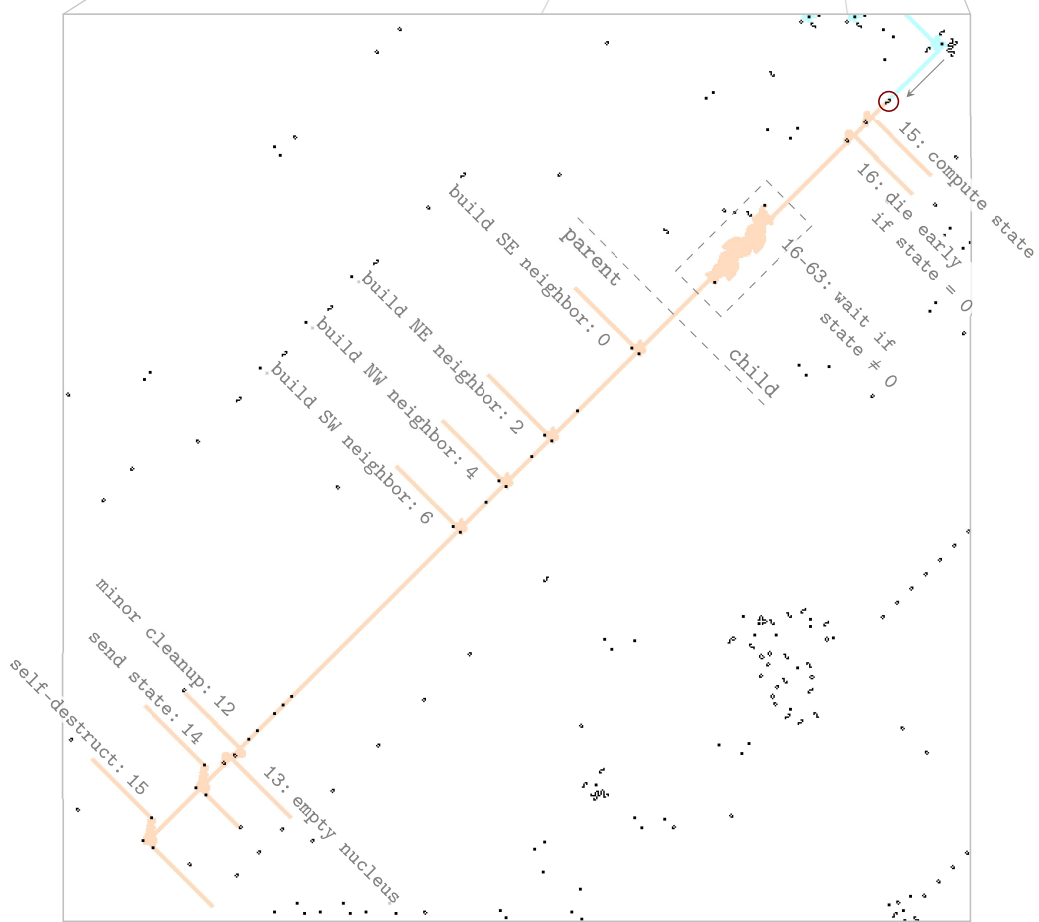 15: compute state
16: die early
if state = 0
16-63: wait if
state ≠ 0
parent
child
build SE neighbor: 0
build NE neighbor: 2
build NW neighbor: 4
build SW neighbor: 6
minor cleanup: 12
13: empty nucleus
send state: 14
self-destruct: 15